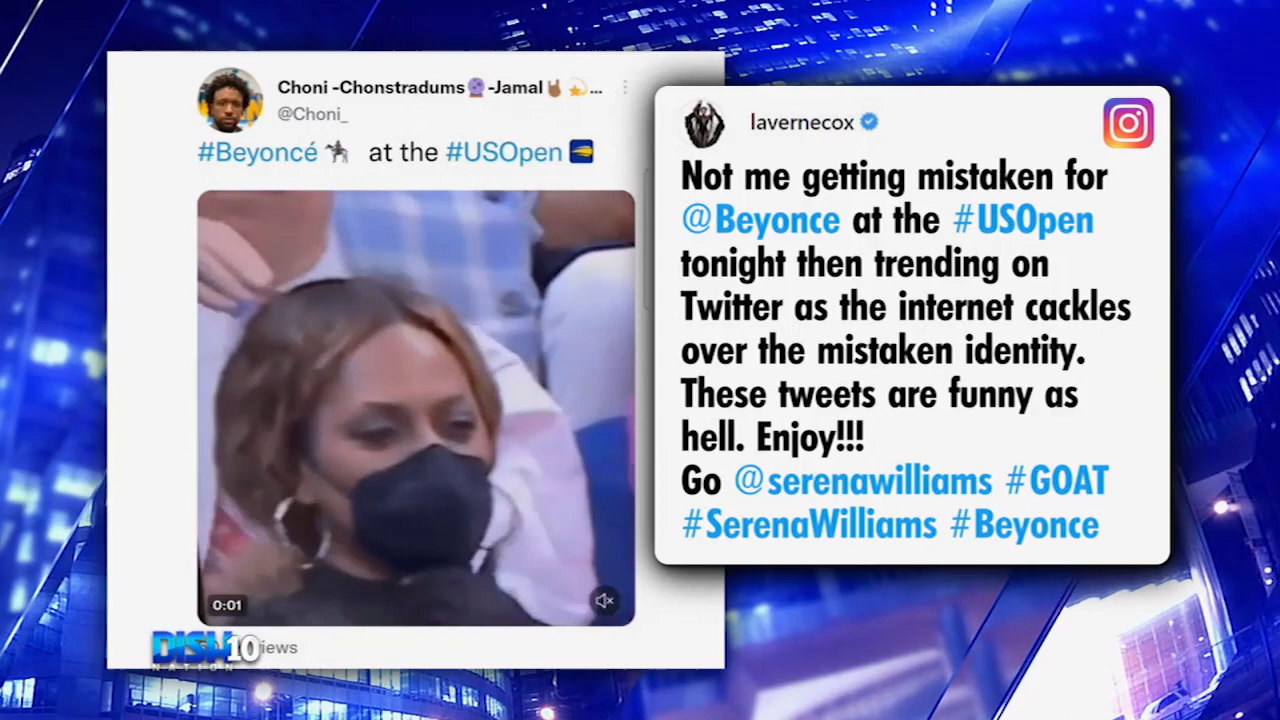 Choni -Chonstradums🔮-Jamal🤘🏾 💫...
@Choni_
#Beyoncé🏇 at the #USOpen
0:01
iews
DISH
NATION
10
lavernecox
Not me getting mistaken for
@Beyonce at the #USOpen
tonight then trending on
Twitter as the internet cackles
over the mistaken identity.
These tweets are funny as
hell. Enjoy!!!
Go @serenawilliams #GOAT
#SerenaWilliams #Beyonce